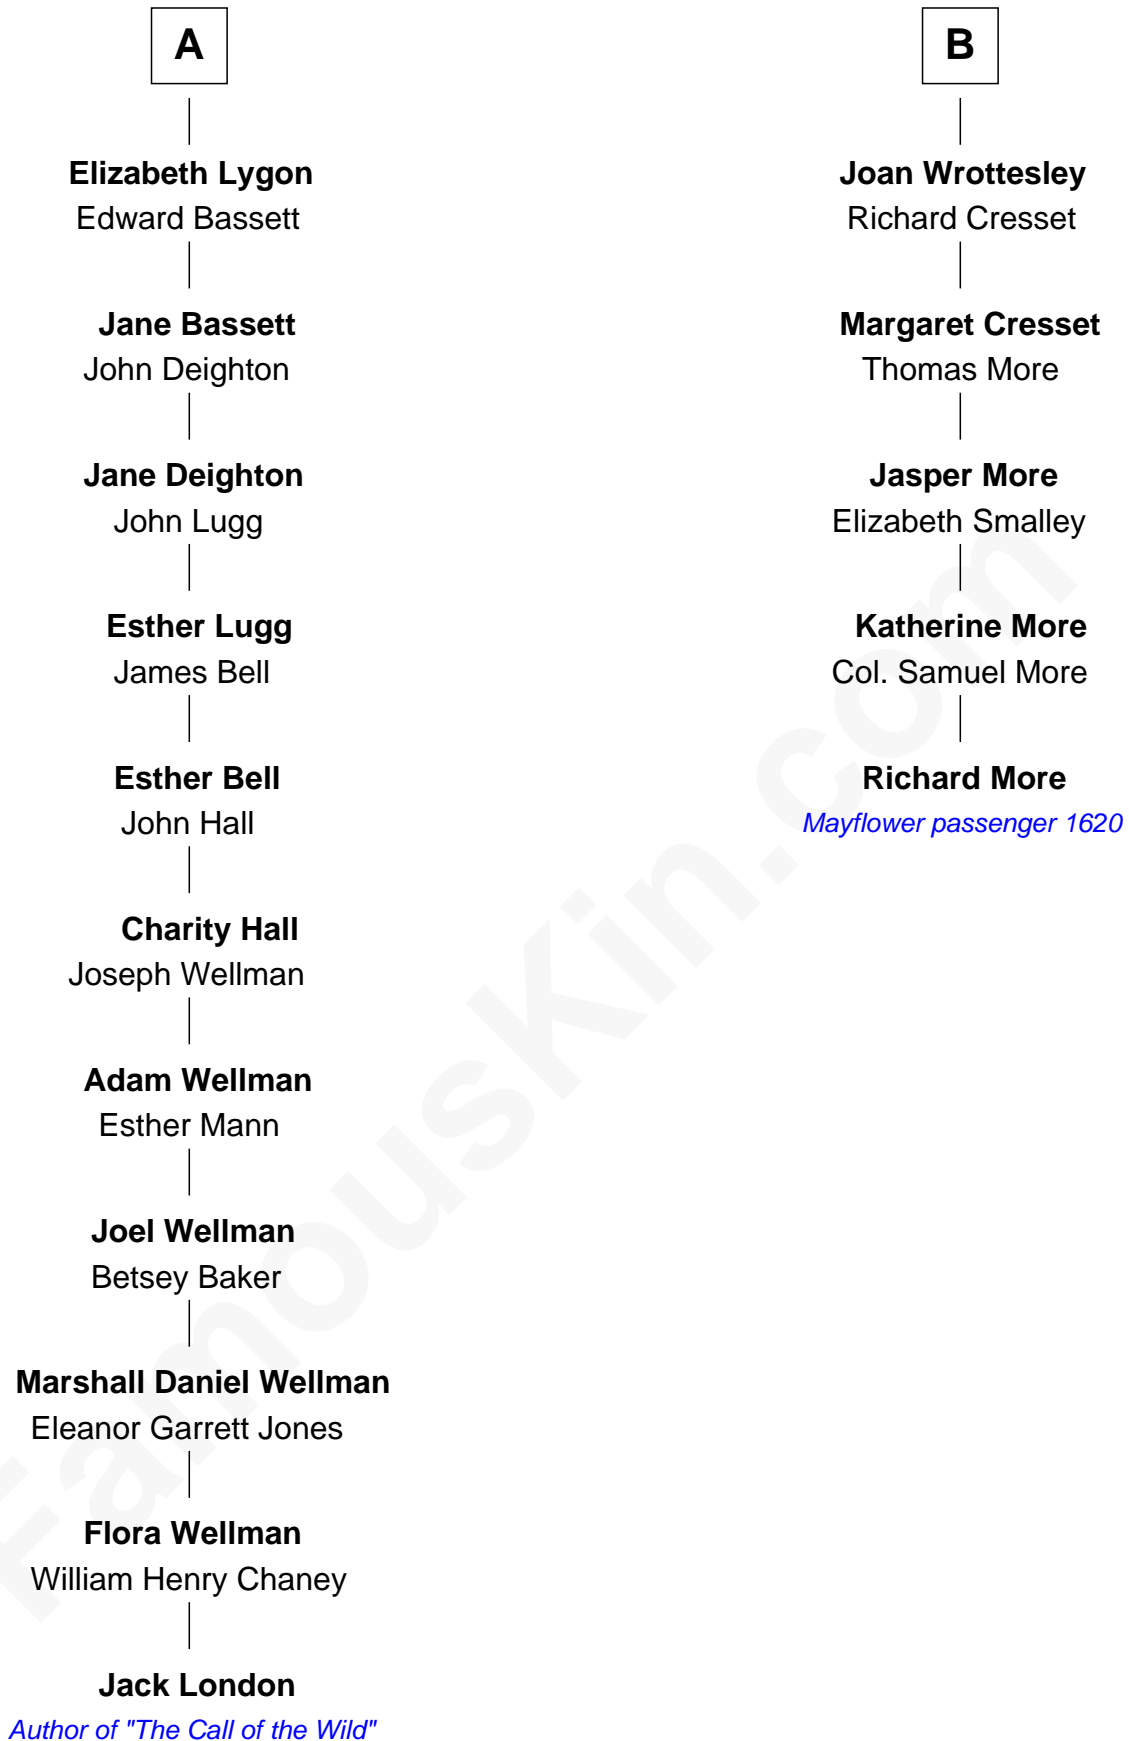 A
Elizabeth Lygon
Edward Bassett
Jane Bassett
John Deighton
Jane Deighton
John Lugg
Esther Lugg
James Bell
Esther Bell
John Hall
Charity Hall
Joseph Wellman
Adam Wellman
Esther Mann
Joel Wellman
Betsey Baker
Marshall Daniel Wellman
Eleanor Garrett Jones
Flora Wellman
William Henry Chaney
Jack London
Author of "The Call of the Wild"
B
Joan Wrottesley
Richard Cresset
Margaret Cresset
Thomas More
Jasper More
Elizabeth Smalley
Katherine More
Col. Samuel More
Richard More
Mayflower passenger 1620
FamousKin.com